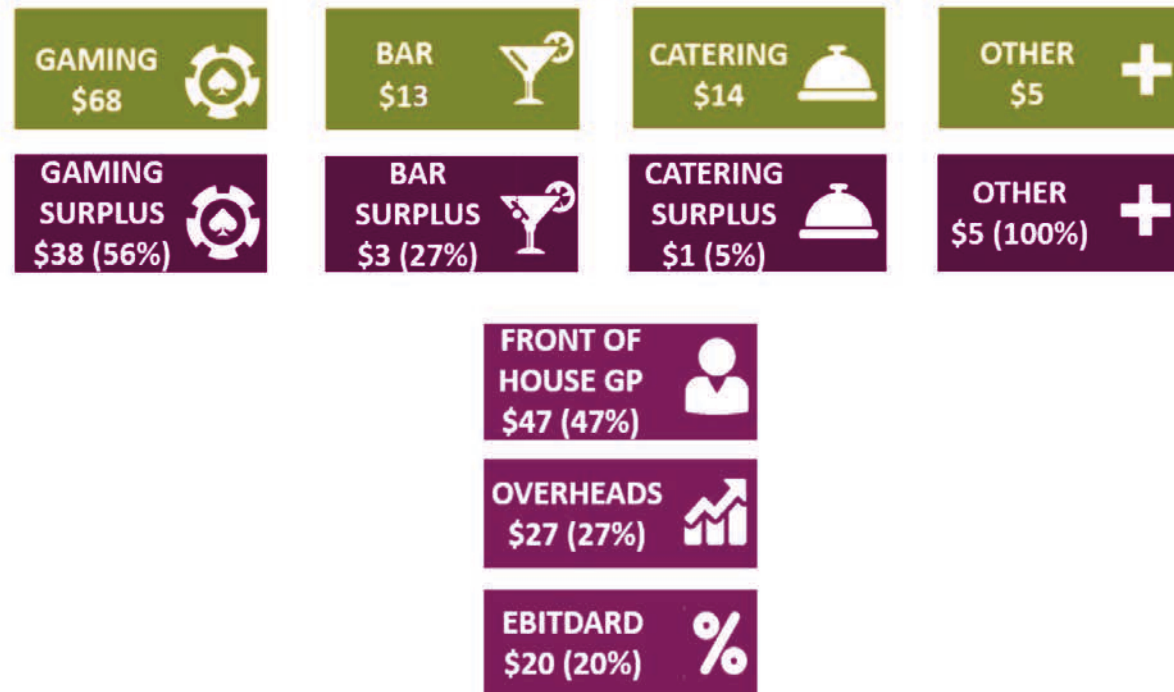 GAMING
$68
BAR
$13
CATERING
$14
OTHER
$5
GAMING
SURPLUS
$38 (56%)
BAR
SURPLUS
$3 (27%)
CATERING
SURPLUS
$1 (5%)
OTHER
$5 (100%)
FRONT OF
HOUSE GP
$47 (47%)
OVERHEADS
$27 (27%)
EBITDARD
$20 (20%)
%